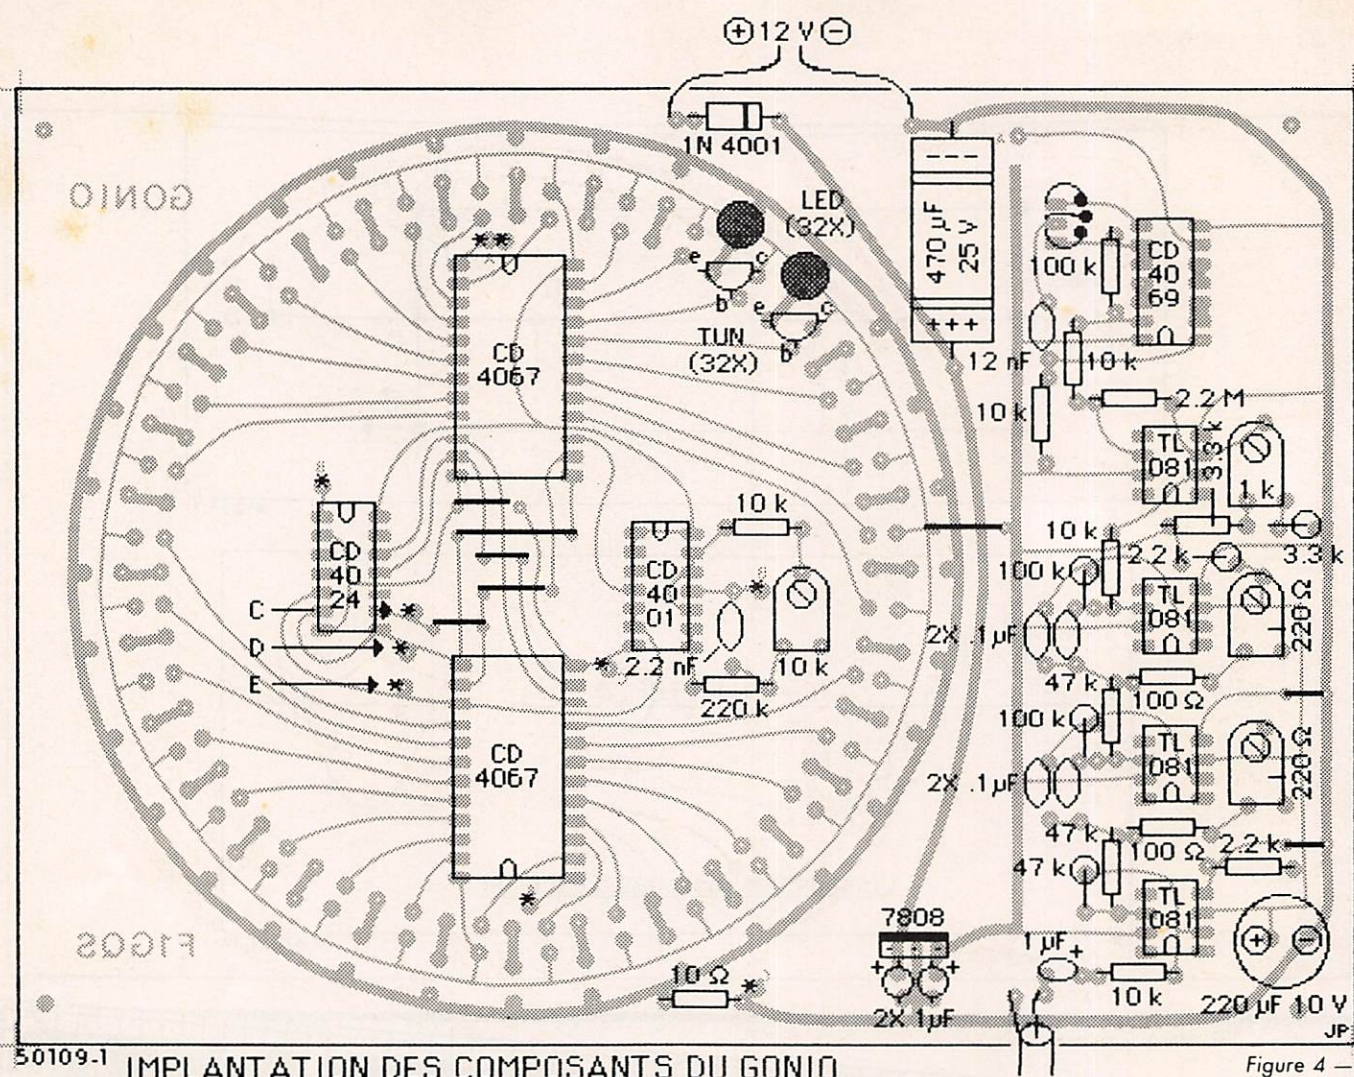 ⊕ 12 V ⊖
1N 4001
GONIO
LED
(32X)
470 µF
25 V
- - -
+++
CD
40
69
100 k
**
e
c
b
e
c
b
TUN
(32X)
CD
4067
12 nF
10 k
10 k
2.2 M
TL
081
3.3 k
1 k
*
CD
40
24
10 k
CD
40
01
*
10 k
2.2 k
3.3 k
100 k
TL
081
220 Ω
2X .1 µF
C
*
D
*
E
*
*
2.2 nF
10 k
220 k
47 k
100 Ω
100 k
TL
081
220 Ω
2X .1 µF
CD
4067
47 k
100 Ω
2.2 k
47 k
TL
081
*
F1GQS
7808
- - -
+
+
2X 1µF
10 Ω
*
1 µF
+
10 k
+
-
220 µF 10 V
JP
50109-1
IMPLANTATION DES COMPOSANTS DU GONIO
Figure 4 —